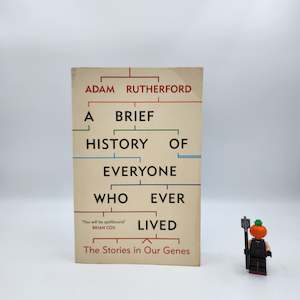 ADAM RUTHERFORD
A BRIEF
HISTORY OF
EVERYONE
WHO EVER
'You will be spellbound'
BRIAN COX
LIVED
The Stories in Our Genes